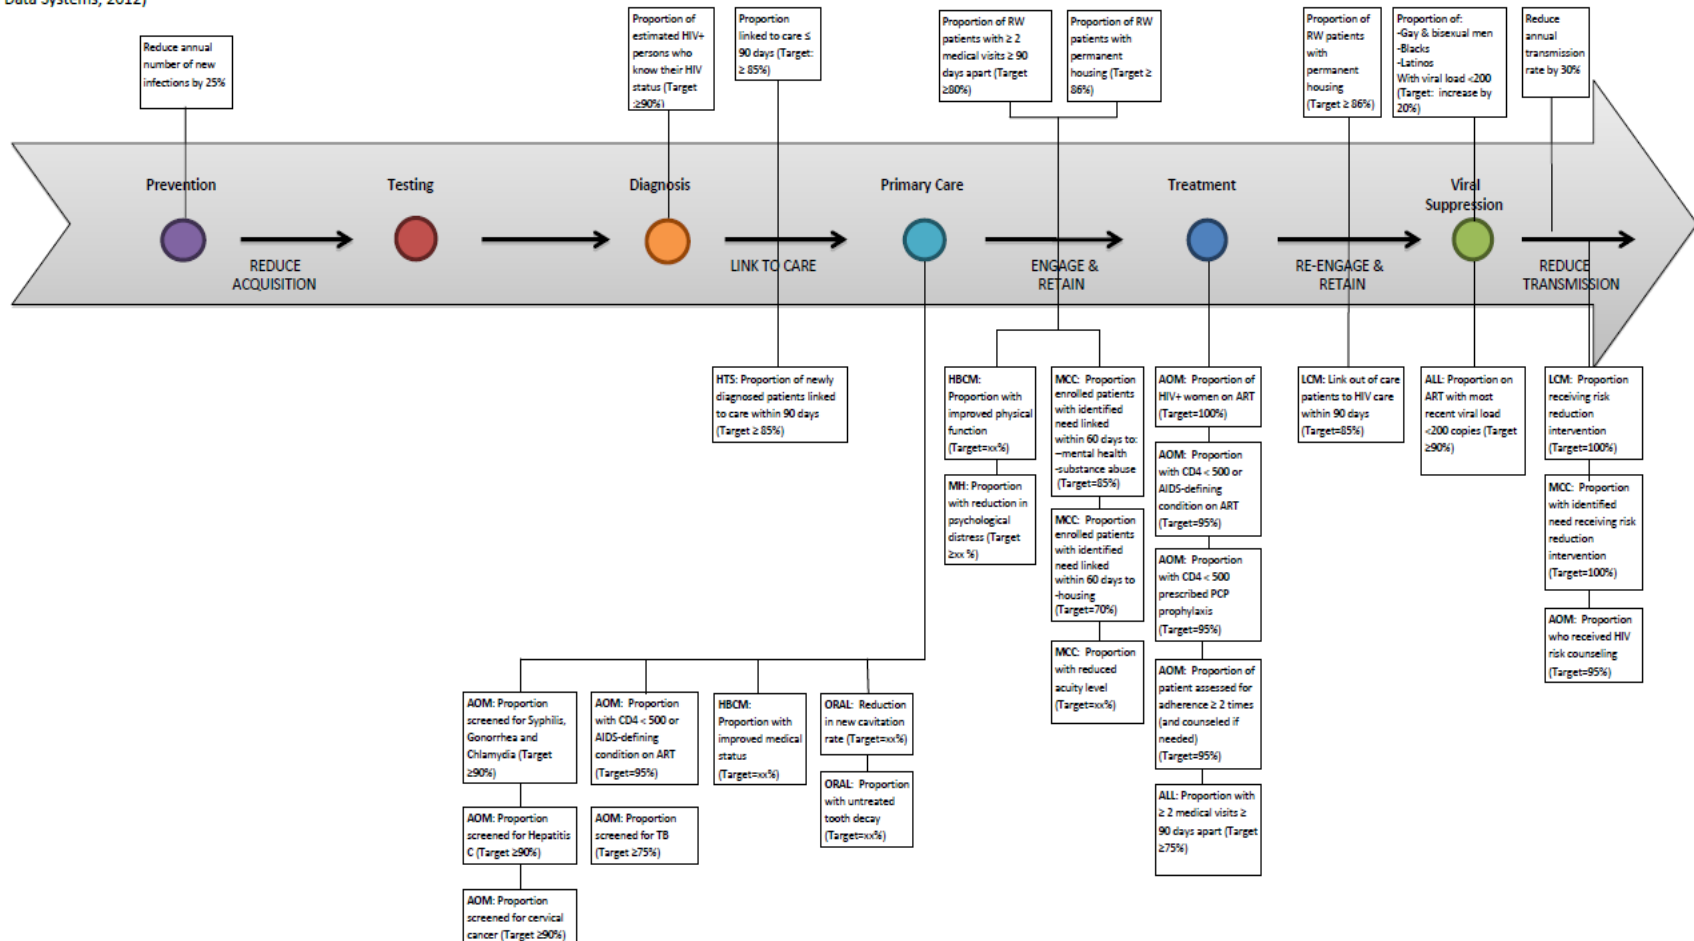 Data Systems, 2012)
Reduce annual
number of new
infections by 25%
Proportion of
estimated HIV+
persons who
know their HIV
status (Target
:≥90%)
Proportion
linked to care ≤
90 days (Target:
≥ 85%)
Proportion of RW
patients with ≥ 2
medical visits ≥ 90
days apart (Target
≥80%)
Proportion of RW
patients with
permanent
housing (Target ≥
86%)
Proportion of
RW patients
with
permanent
housing
(Target ≥ 86%)
Proportion of:
-Gay & bisexual men
-Blacks
-Latinos
With viral load <200
(Target: increase by
20%)
Reduce
annual
transmission
rate by 30%
Prevention
Testing
Diagnosis
Primary Care
Treatment
Viral
Suppression
REDUCE
ACQUISITION
LINK TO CARE
ENGAGE &
RETAIN
RE-ENGAGE &
RETAIN
REDUCE
TRANSMISSION
HTS: Proportion of newly
diagnosed patients linked
to care within 90 days
(Target ≥ 85%)
HBCM:
Proportion with
improved physical
function
(Target=xx%)
MH: Proportion
with reduction in
psychological
distress (Target
≥xx %)
MCC: Proportion
enrolled patients
with identified
need linked
within 60 days to:
–mental health
-substance abuse
(Target=85%)
MCC: Proportion
enrolled patients
with identified
need linked
within 60 days to
-housing
(Target=70%)
MCC: Proportion
with reduced
acuity level
(Target=xx%)
AOM: Proportion of
HIV+ women on ART
(Target=100%)
AOM: Proportion
with CD4 < 500 or
AIDS-defining
condition on ART
(Target=95%)
AOM: Proportion
with CD4 < 500
prescribed PCP
prophylaxis
(Target=95%)
AOM: Proportion of
patient assessed for
adherence ≥ 2 times
(and counseled if
needed)
(Target=95%)
ALL: Proportion with
≥ 2 medical visits ≥
90 days apart (Target
≥75%)
LCM: Link out of care
patients to HIV care
within 90 days
(Target=85%)
ALL: Proportion on
ART with most
recent viral load
<200 copies (Target
≥90%)
LCM: Proportion
receiving risk
reduction
intervention
(Target=100%)
MCC: Proportion
with identified
need receiving risk
reduction
intervention
(Target=100%)
AOM: Proportion
who received HIV
risk counseling
(Target=95%)
AOM: Proportion
screened for Syphilis,
Gonorrhea and
Chlamydia (Target
≥90%)
AOM: Proportion
screened for Hepatitis
C (Target ≥90%)
AOM: Proportion
screened for cervical
cancer (Target ≥90%)
AOM: Proportion
with CD4 < 500 or
AIDS-defining
condition on ART
(Target=95%)
AOM: Proportion
screened for TB
(Target ≥75%)
HBCM:
Proportion with
improved medical
status
(Target=xx%)
ORAL: Reduction
in new cavitation
rate (Target=xx%)
ORAL: Proportion
with untreated
tooth decay
(Target=xx%)